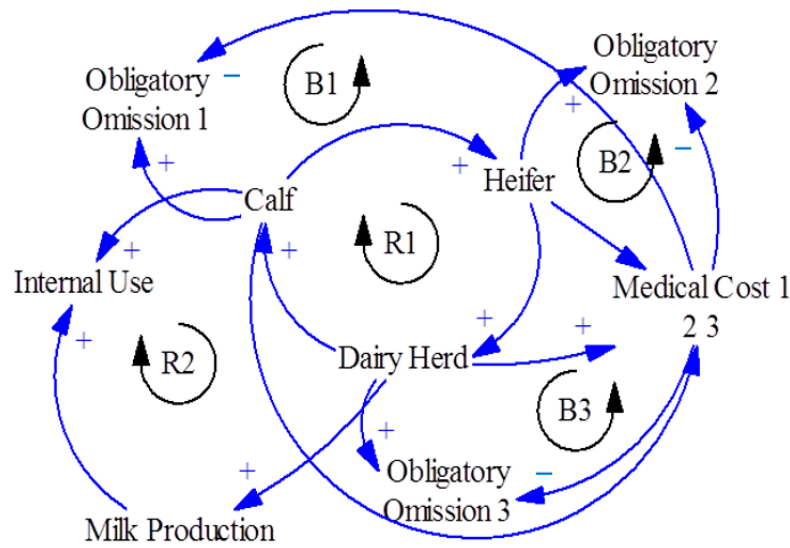 Obligatory
Omission 1
−
B1
Obligatory
Omission 2
+
B2
−
+
Calf
+
Heifer
+
Internal Use
+
R1
+
Medical Cost 1
2 3
+
R2
+
+
Dairy Herd
B3
+
Obligatory
Omission 3
−
+
Milk Production